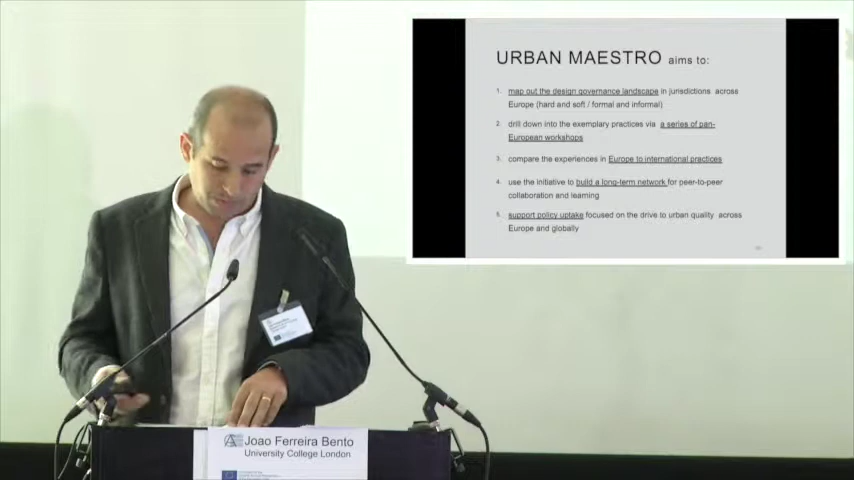 URBAN MAESTRO aims to:
1. map out the design governance landscape in jurisdictions across
Europe (hard and soft / formal and informal)
2. drill down into the exemplary practices via a series of pan-
European workshops
3. compare the experiences in Europe to international practices
4. use the initiative to build a long-term network for peer-to-peer
collaboration and learning
5. support policy uptake focused on the drive to urban quality across
Europe and globally
Joao Ferreira Bento
University College London